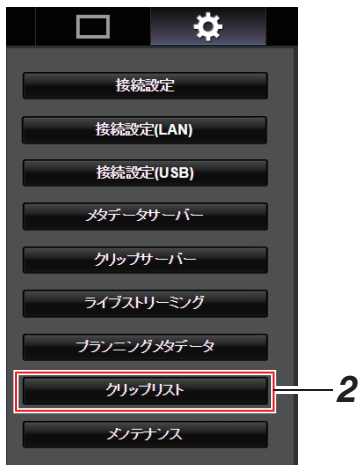 接続設定
接続設定(LAN)
接続設定(USB)
メタデータサーバー
クリップサーバー
ライブストリーミング
プランニングメタデータ
クリップリスト
2
メンテナンス